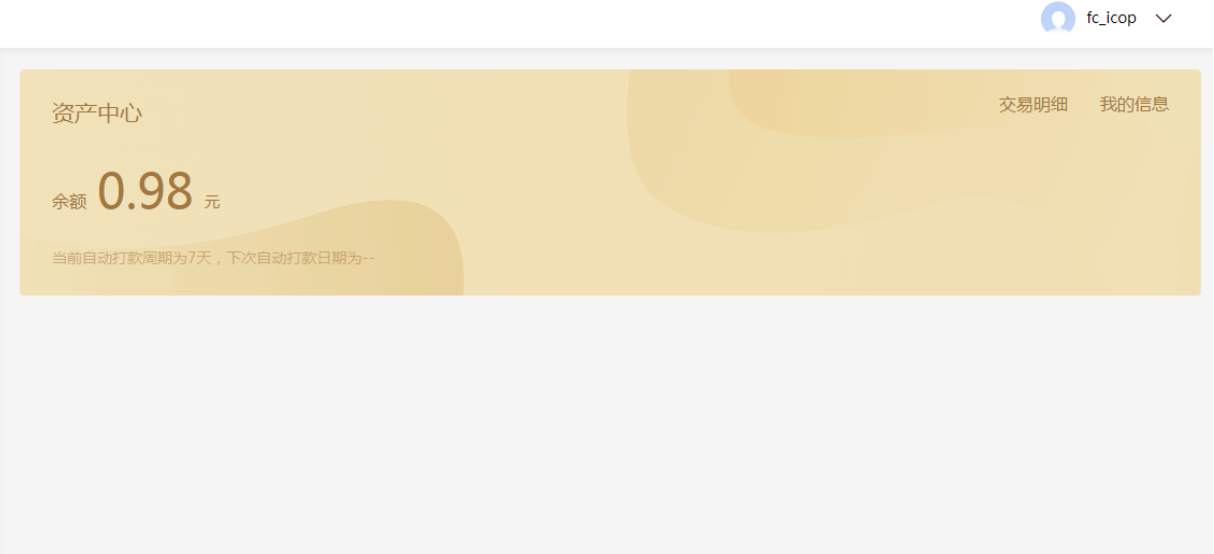 fc_icop
资产中心
交易明细 我的信息
余额 0.98 元
当前自动打款周期为7天，下次自动打款日期为--